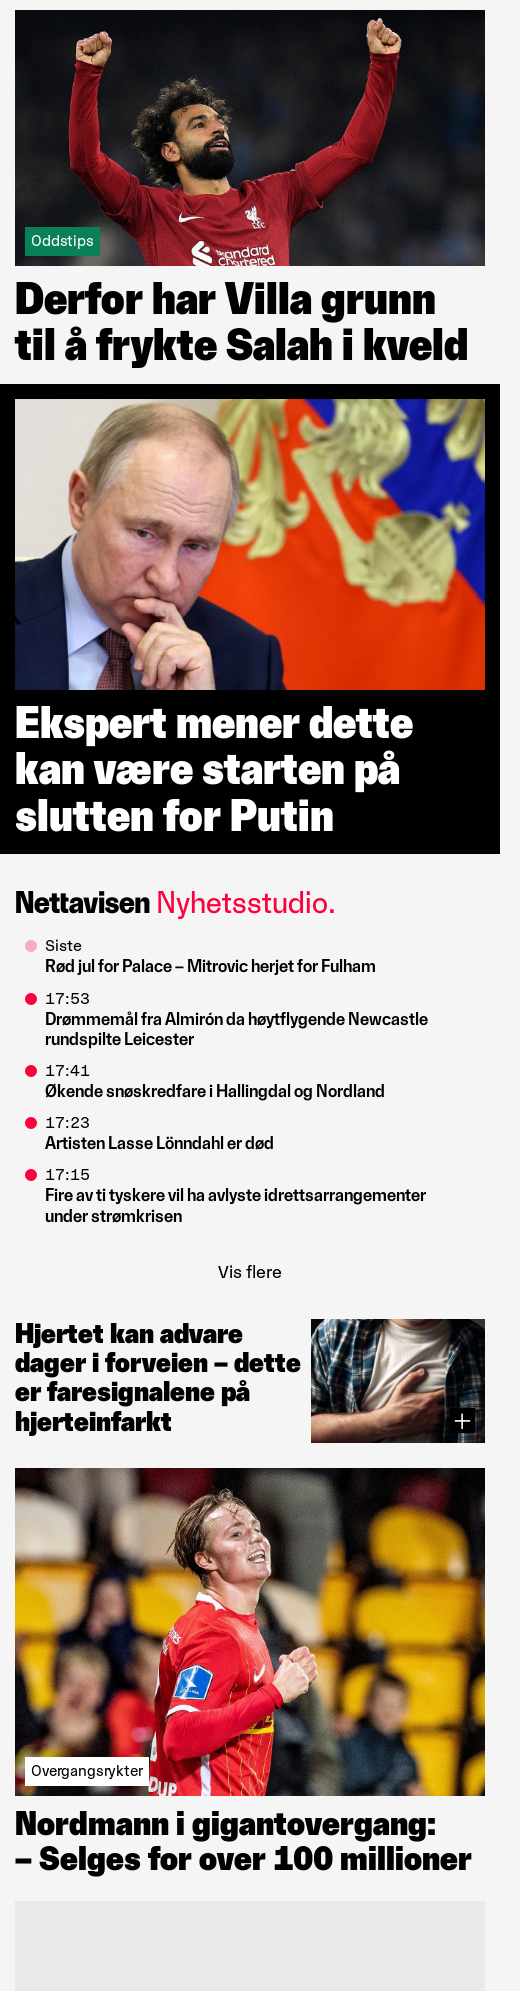 LFC
Standard
Chartered
Oddstips
Derfor har Villa grunn
til å frykte Salah i kveld
Ekspert mener dette
kan være starten på
slutten for Putin
Nettavisen Nyhetsstudio.
Siste
Rød jul for Palace – Mitrovic herjet for Fulham
17:53
Drømmemål fra Almirón da høytflygende Newcastle
rundspilte Leicester
17:41
Økende snøskredfare i Hallingdal og Nordland
17:23
Artisten Lasse Lönndahl er død
17:15
Fire av ti tyskere vil ha avlyste idrettsarrangementer
under strømkrisen
Vis flere
Hjertet kan advare
dager i forveien – dette
er faresignalene på
hjerteinfarkt
Overgangsrykter
Nordmann i gigantovergang:
– Selges for over 100 millioner